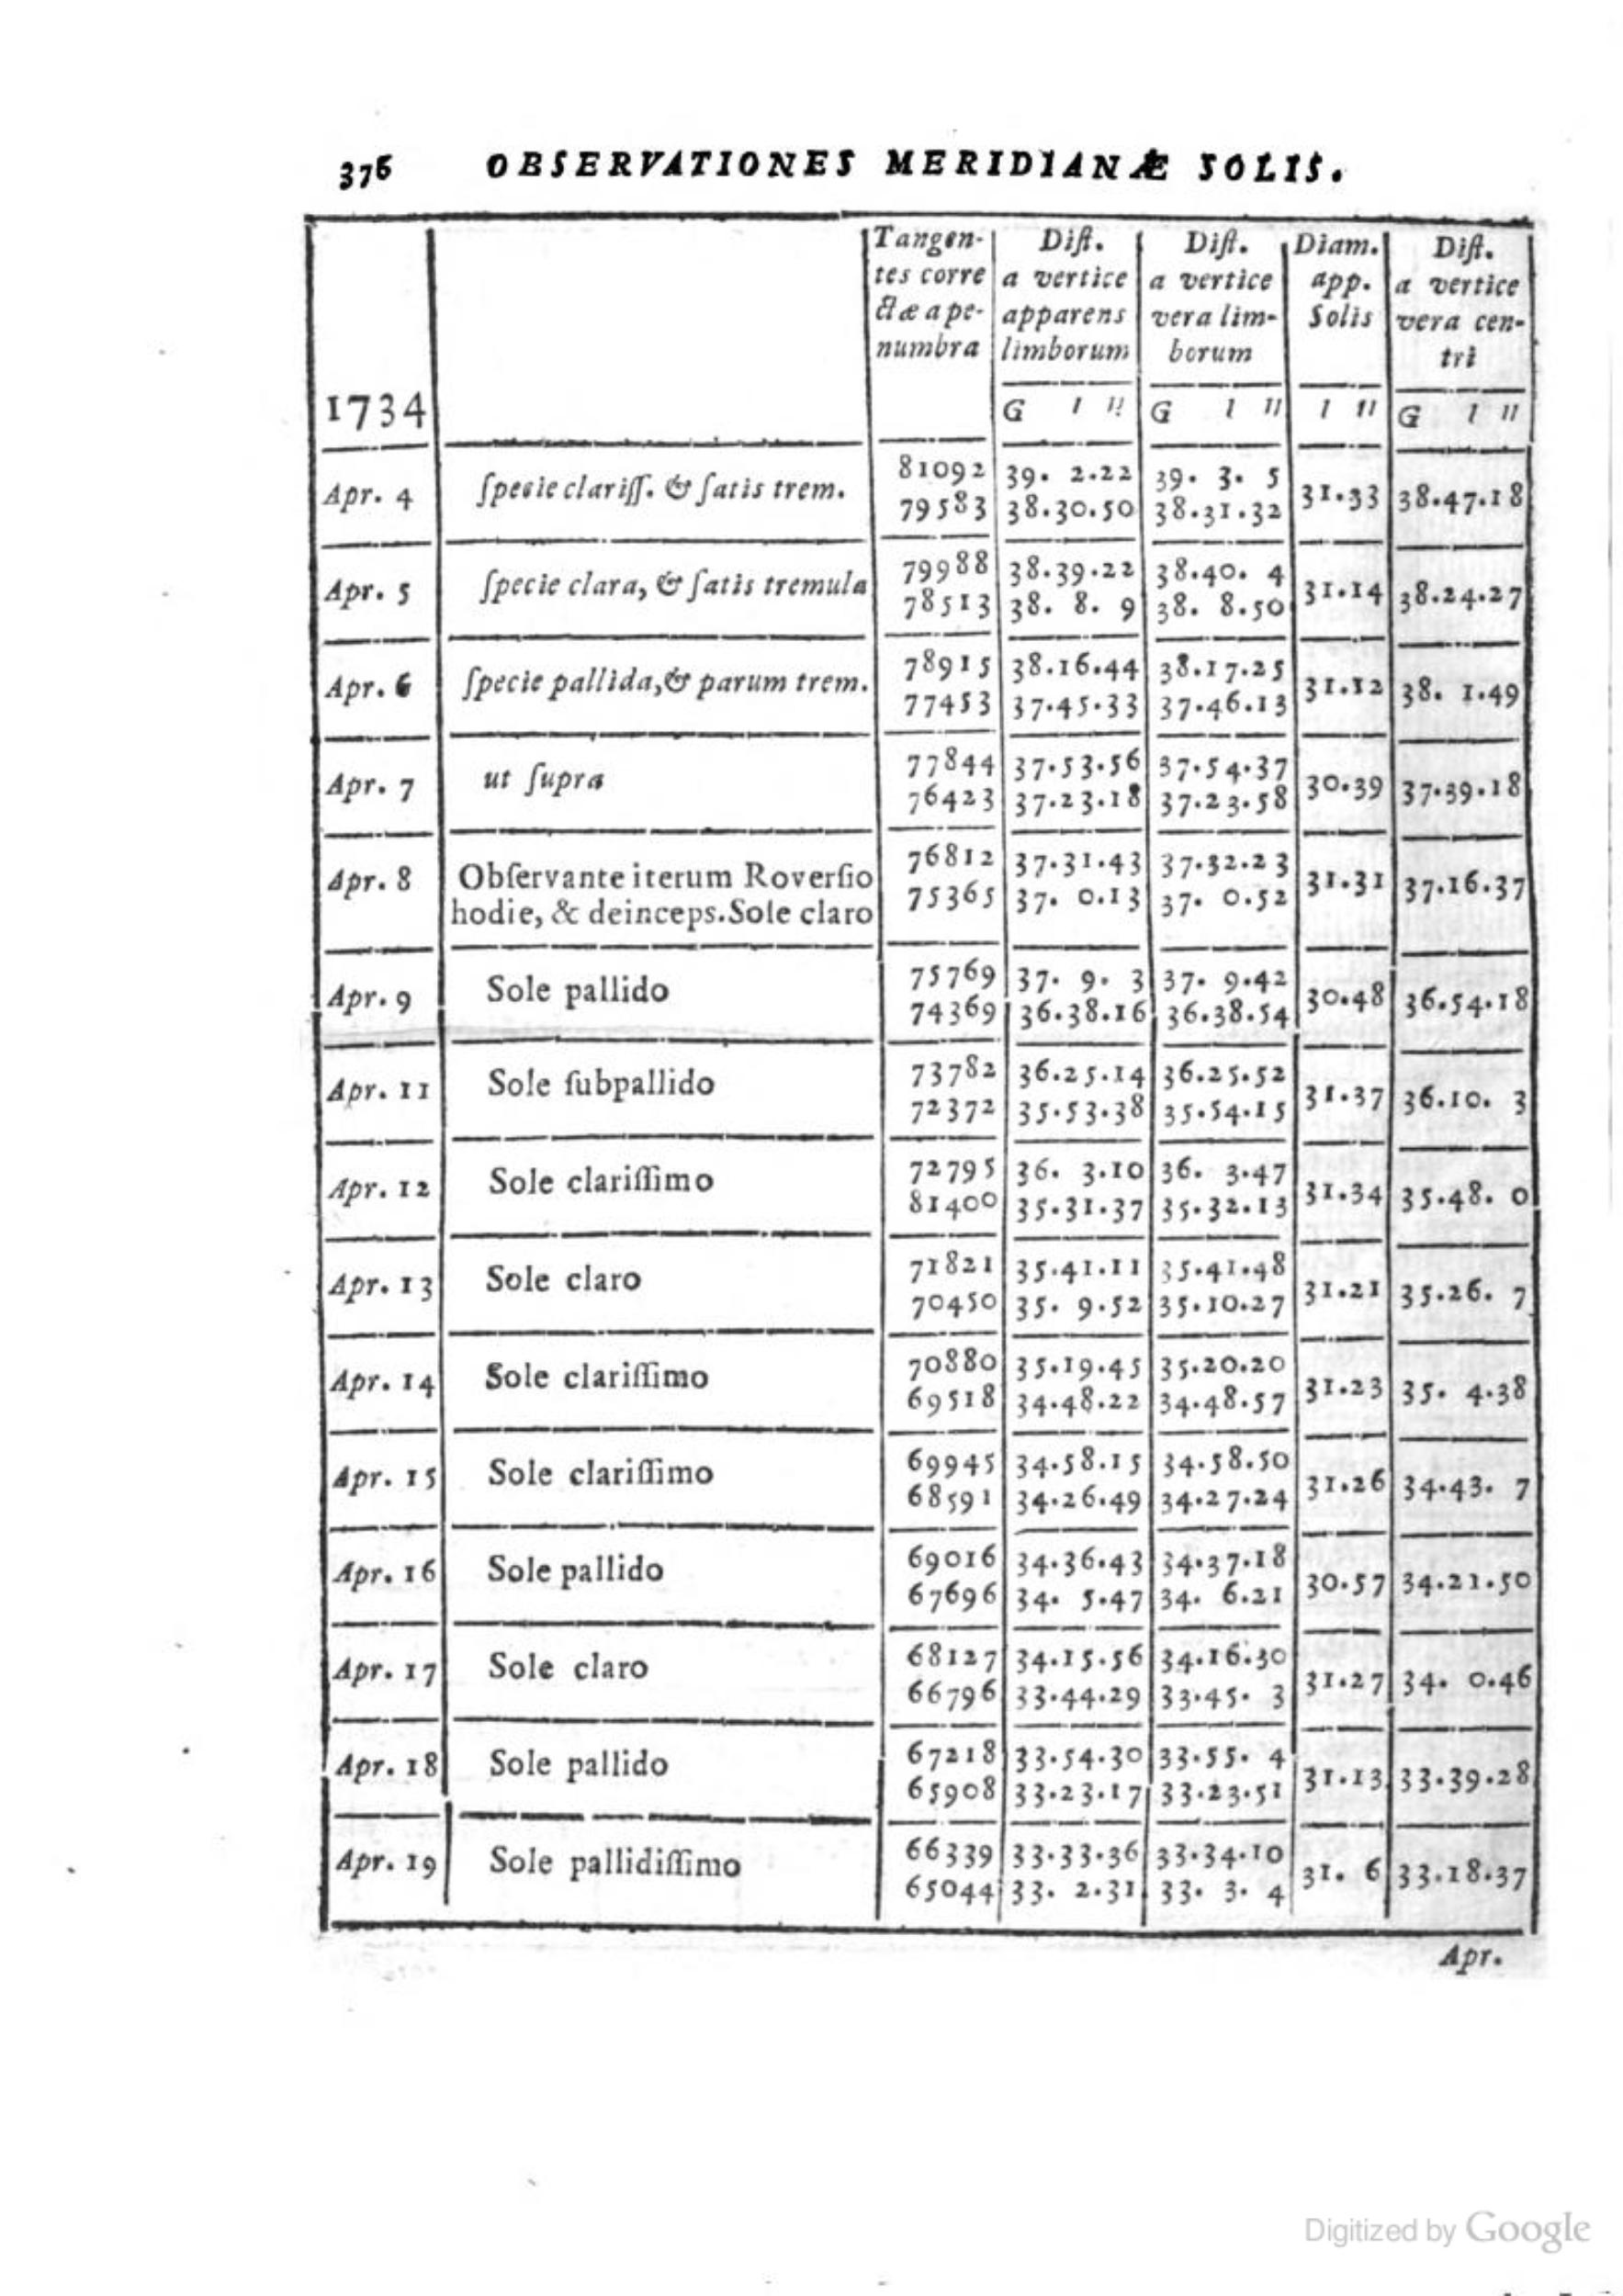 376 OBSERVATIONES MERIDIANÆ SOLIS.
1734
Tangen-
tes corre
ctæ a pe-
numbra
Diſt.
a vertice
apparens
limborum
G I II
Diſt.
a vertice
vera lim-
borum
G I II
Diam.
app.
Solis
I II
Diſt.
a vertice
vera cen-
tri
G I II
Apr. 4 ſpecie clariſſ. & ſatis trem. 81092 39. 2.22 39. 3. 5 31.33 38.47.18
79583 38.30.50 38.31.32
Apr. 5 ſpecie clara, & ſatis tremula 79988 38.39.22 38.40. 4 31.14 38.24.27
78513 38. 8. 9 38. 8.50
Apr. 6 ſpecie pallida,& parum trem. 78915 38.16.44 38.17.25 31.12 38. 1.49
77453 37.45.33 37.46.13
Apr. 7 ut ſupra 77844 37.53.56 37.54.37 30.39 37.39.18
76423 37.23.18 37.23.58
Apr. 8 Obſervante iterum Roverſio 76812 37.31.43 37.32.23 31.31 37.16.37
hodie, & deinceps.Sole claro 75365 37. 0.13 37. 0.52
Apr. 9 Sole pallido 75769 37. 9. 3 37. 9.42 30.48 36.54.18
74369 36.38.16 36.38.54
Apr. 11 Sole ſubpallido 73782 36.25.14 36.25.52 31.37 36.10. 3
72372 35.53.38 35.54.15
Apr. 12 Sole clariſſimo 72795 36. 3.10 36. 3.47 31.34 35.48. 0
81400 35.31.37 35.32.13
Apr. 13 Sole claro 71821 35.41.11 35.41.48 31.21 35.26. 7
70450 35. 9.52 35.10.27
Apr. 14 Sole clariſſimo 70880 35.19.45 35.20.20 31.23 35. 4.38
69518 34.48.22 34.48.57
Apr. 15 Sole clariſſimo 69945 34.58.15 34.58.50 31.26 34.43. 7
68591 34.26.49 34.27.24
Apr. 16 Sole pallido 69016 34.36.43 34.37.18 30.57 34.21.50
67696 34. 5.47 34. 6.21
Apr. 17 Sole claro 68127 34.15.56 34.16.30 31.27 34. 0.46
66796 33.44.29 33.45. 3
Apr. 18 Sole pallido 67218 33.54.30 33.55. 4 31.13 33.39.28
65908 33.23.17 33.23.51
Apr. 19 Sole pallidiſſimo 66339 33.33.36 33.34.10 31. 6 33.18.37
65044 33. 2.31 33. 3. 4
Apr.
Digitized by Google